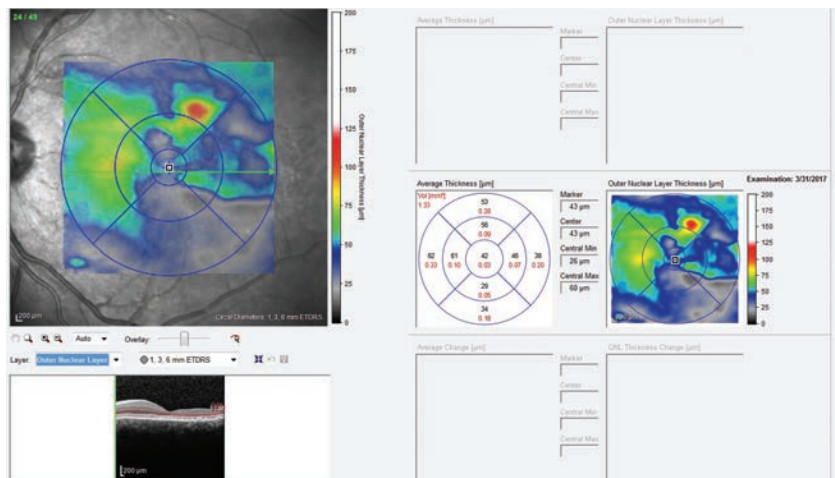 24 / 49
200
175
150
125
100
75
50
25
0
Outer Nuclear Layer Thickness [µm]
200 µm
Circle Diameters: 1, 3, 6 mm ETDRS
Auto
Overlay:
Layer:
Outer Nuclear Layer
1, 3, 6 mm ETDRS
200 µm
Average Thickness [µm]
Marker
Center
Central Min
Central Max
Outer Nuclear Layer Thickness [µm]
Average Thickness [µm]
Vol [mm³]
1.33
53
0.28
56
0.09
62
0.33
61
0.10
42
0.03
46
0.07
38
0.20
29
0.05
34
0.18
Marker
43 µm
Center
43 µm
Central Min
26 µm
Central Max
60 µm
Outer Nuclear Layer Thickness [µm]
Examination: 3/31/2017
200
175
150
125
100
75
50
25
0
Average Change [µm]
Marker
Center
Central Min
Central Max
ONL Thickness Change [µm]